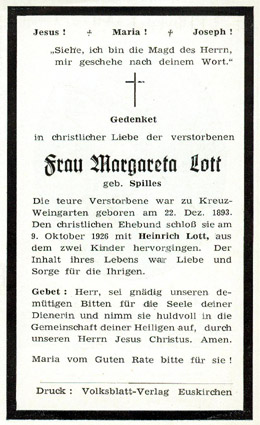 Jesus ! + Maria ! + Joseph !
„Siehe, ich bin die Magd des Herrn,
mir geschehe nach deinem Wort.“
Gedenket
in christlicher Liebe der verstorbenen
Frau Margareta Lott
geb. Spilles
Die teure Verstorbene war zu Kreuz-
Weingarten geboren am 22. Dez. 1893.
Den christlichen Ehebund schloß sie am
9. Oktober 1926 mit Heinrich Lott, aus
dem zwei Kinder hervorgingen. Der
Inhalt ihres Lebens war Liebe und
Sorge für die Ihrigen.
Gebet : Herr, sei gnädig unseren de-
mütigen Bitten für die Seele deiner
Dienerin und nimm sie huldvoll in die
Gemeinschaft deiner Heiligen auf, durch
unseren Herrn Jesus Christus. Amen.
Maria vom Guten Rate bitte für sie !
Druck : Volksblatt-Verlag Euskirchen